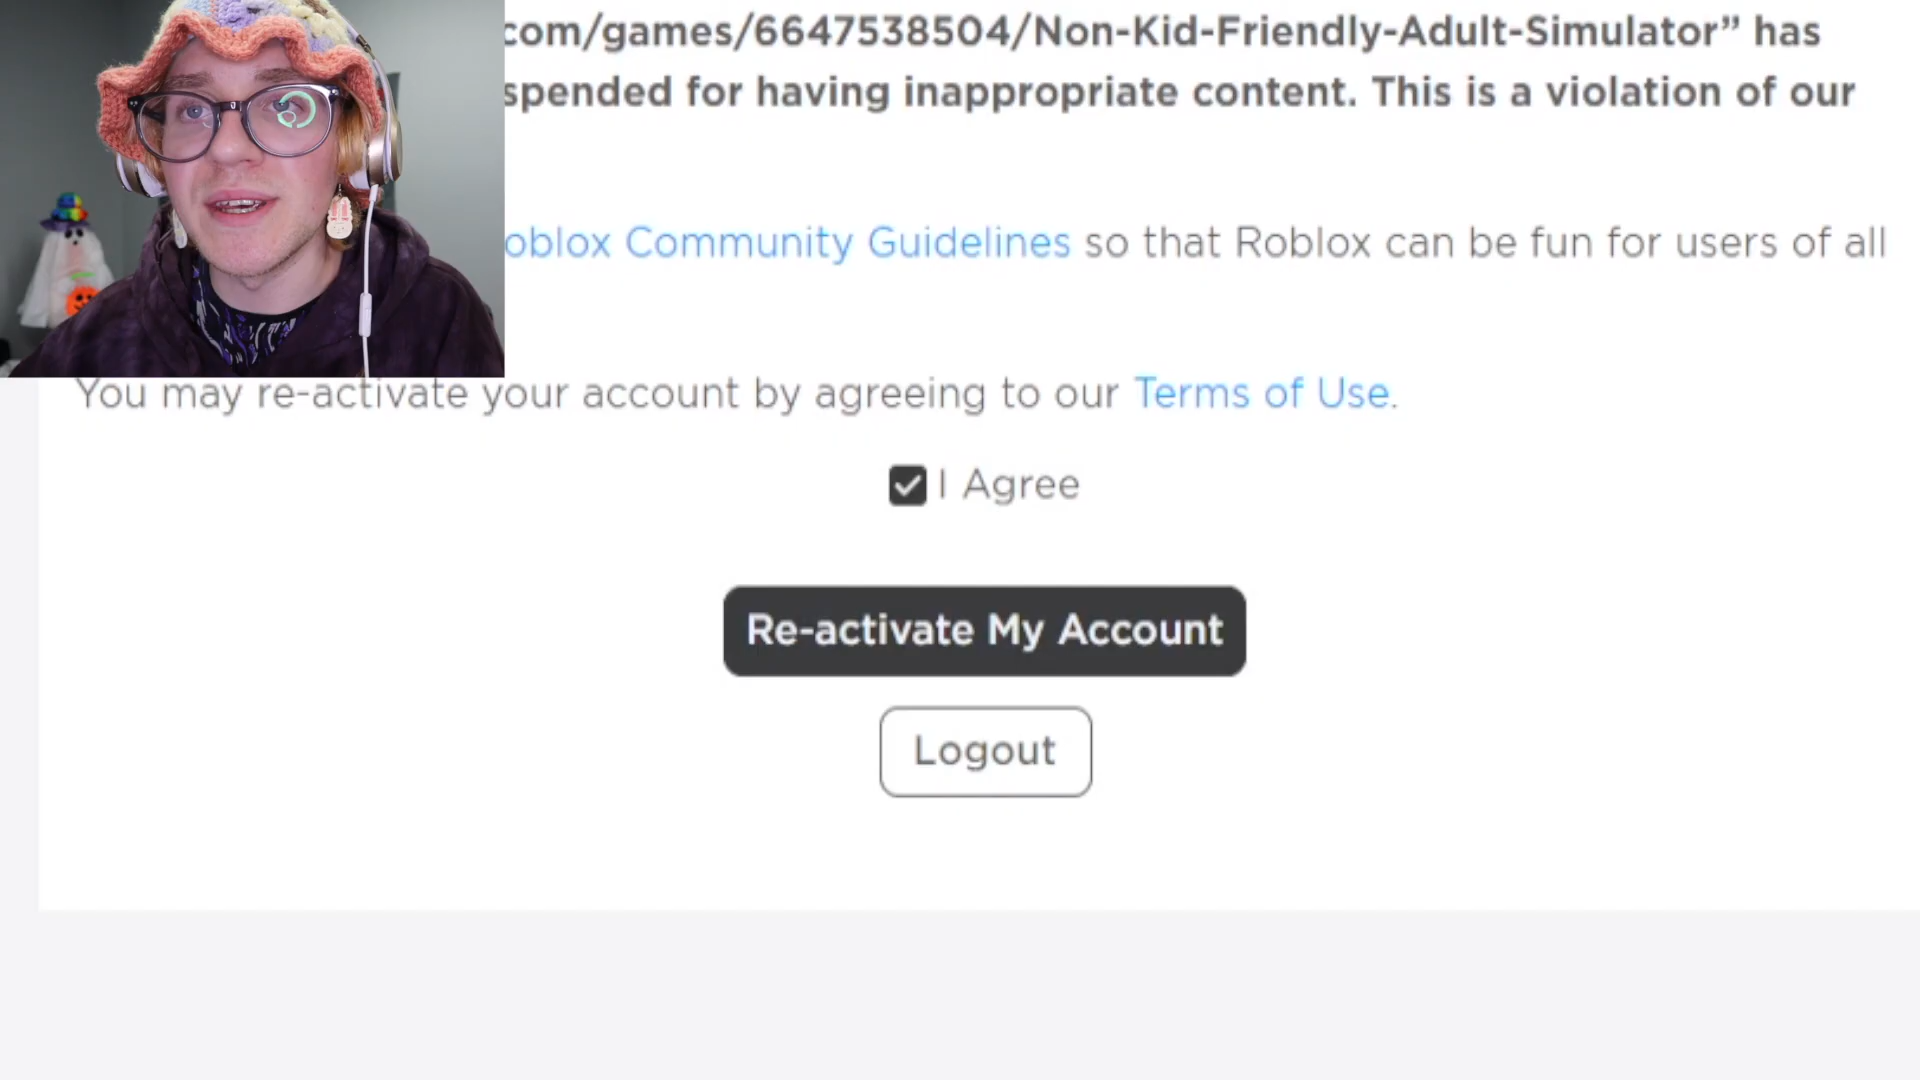 com/games/6647538504/Non-Kid-Friendly-Adult-Simulator” has
spended for having inappropriate content. This is a violation of our
oblox Community Guidelines so that Roblox can be fun for users of all
You may re-activate your account by agreeing to our Terms of Use.
I Agree
Re-activate My Account
Logout